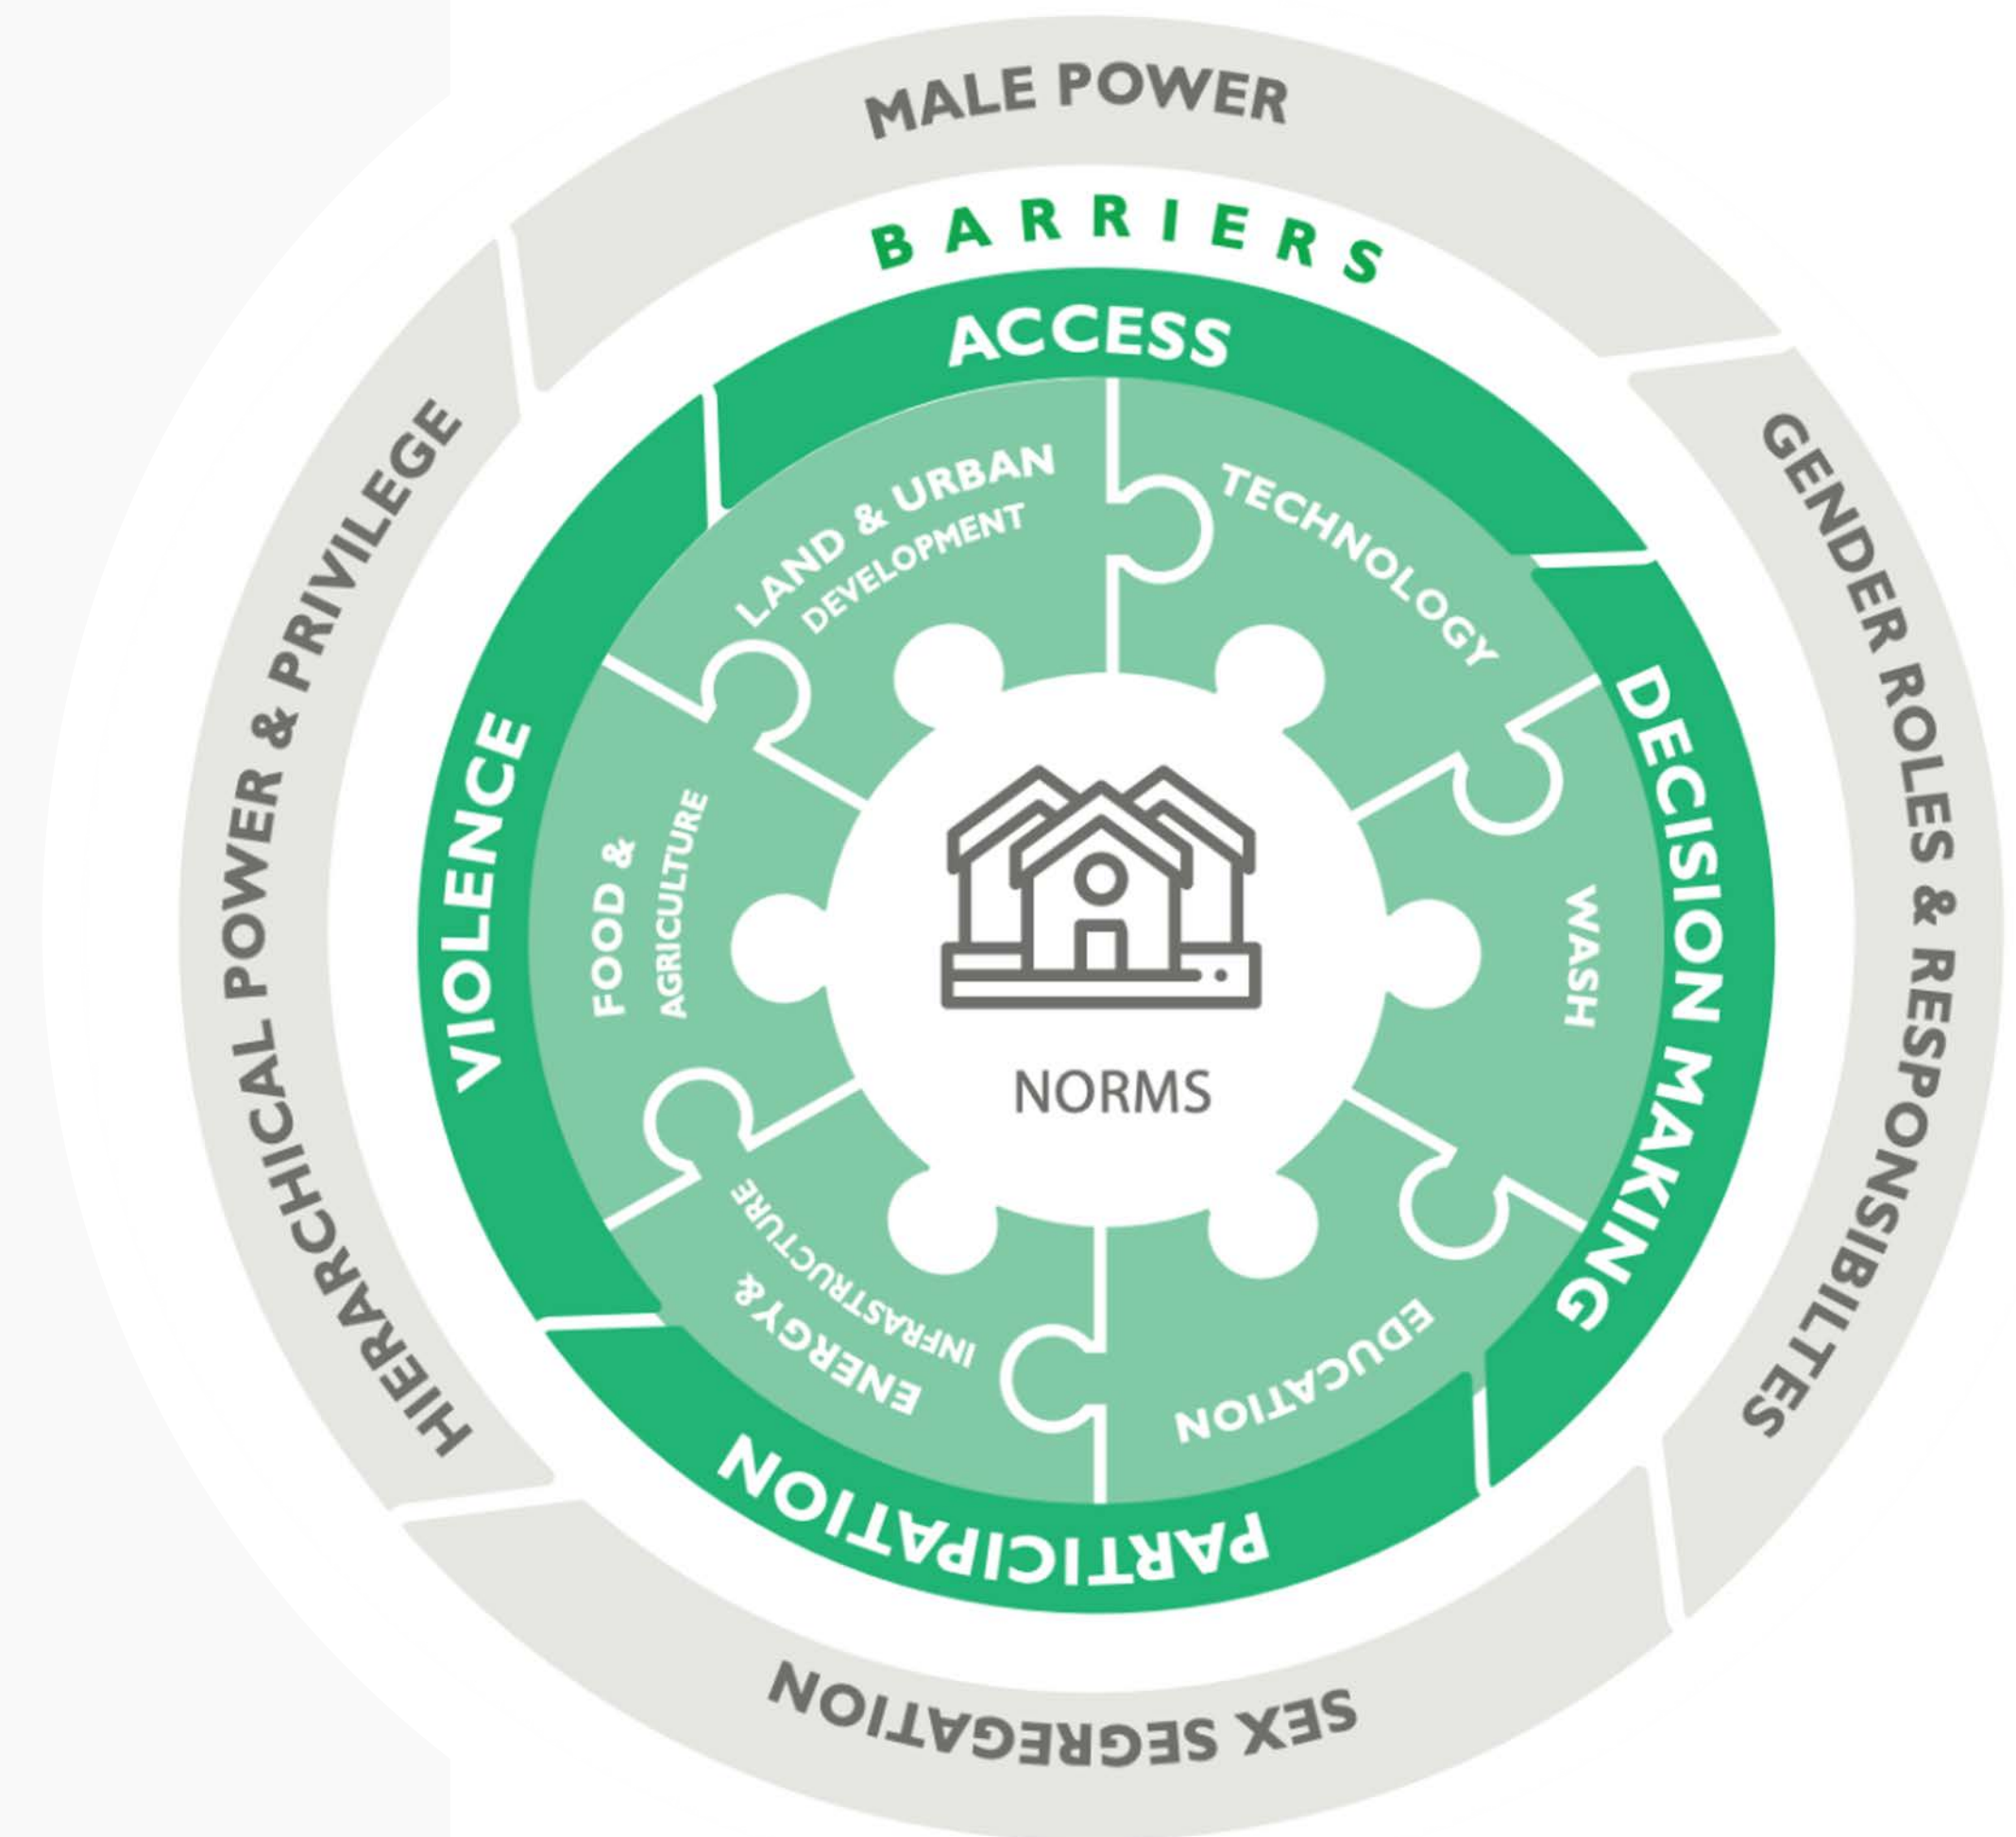 MALE POWER
GENDER ROLES & RESPONSIBILTES
SEX SEGREGATION
HIERARCHICAL POWER & PRIVILEGE
BARRIERS
ACCESS
DECISION MAKING
PARTICIPATION
VIOLENCE
LAND & URBAN
DEVELOPMENT
TECHNOLOGY
WASH
EDUCATION
ENERGY &
INFRASTRUCTURE
FOOD &
AGRICULTURE
NORMS